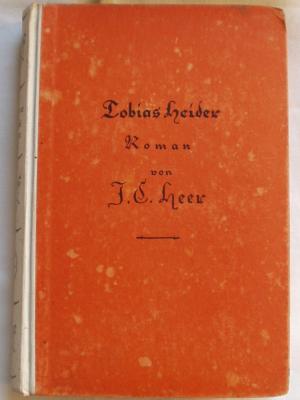 Tobias Heider
Roman
von
J. C. Heer